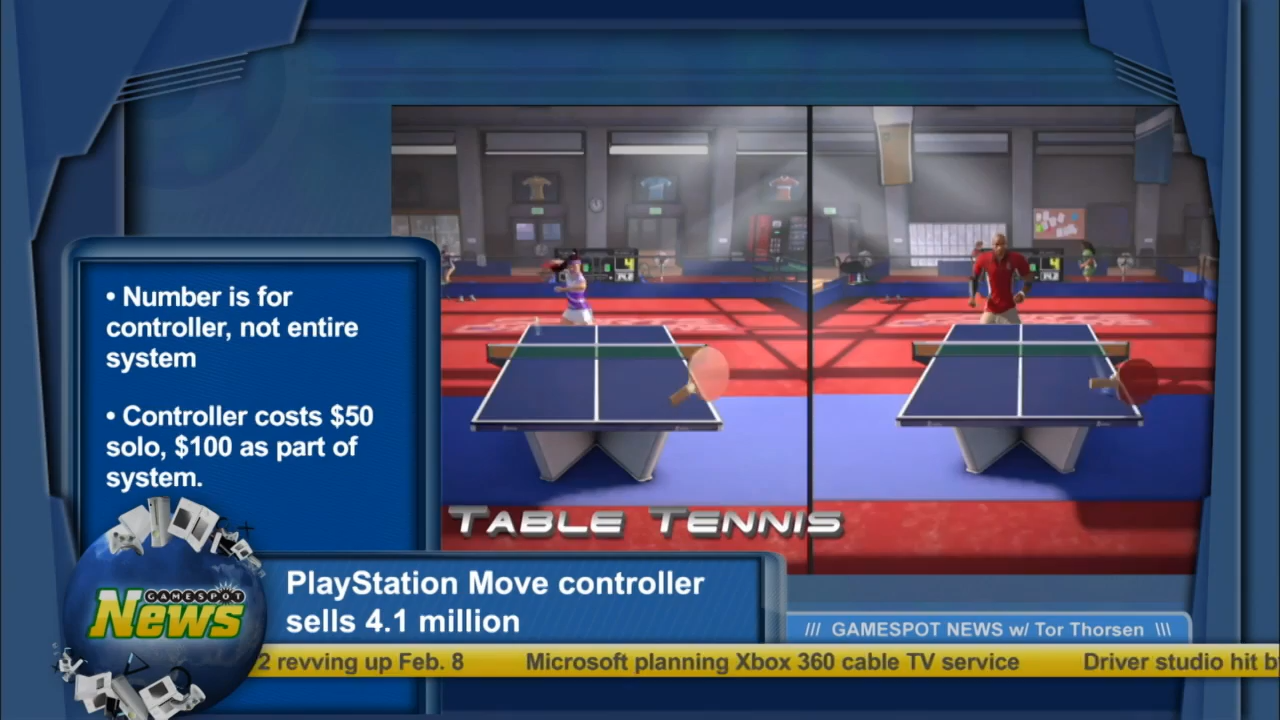 • Number is for
controller, not entire
system
• Controller costs $50
solo, $100 as part of
system.
TABLE TENNIS
PlayStation Move controller
sells 4.1 million
GAMESPOT
News
/// GAMESPOT NEWS w/ Tor Thorsen \\\
2 revving up Feb. 8 Microsoft planning Xbox 360 cable TV service Driver studio hit b